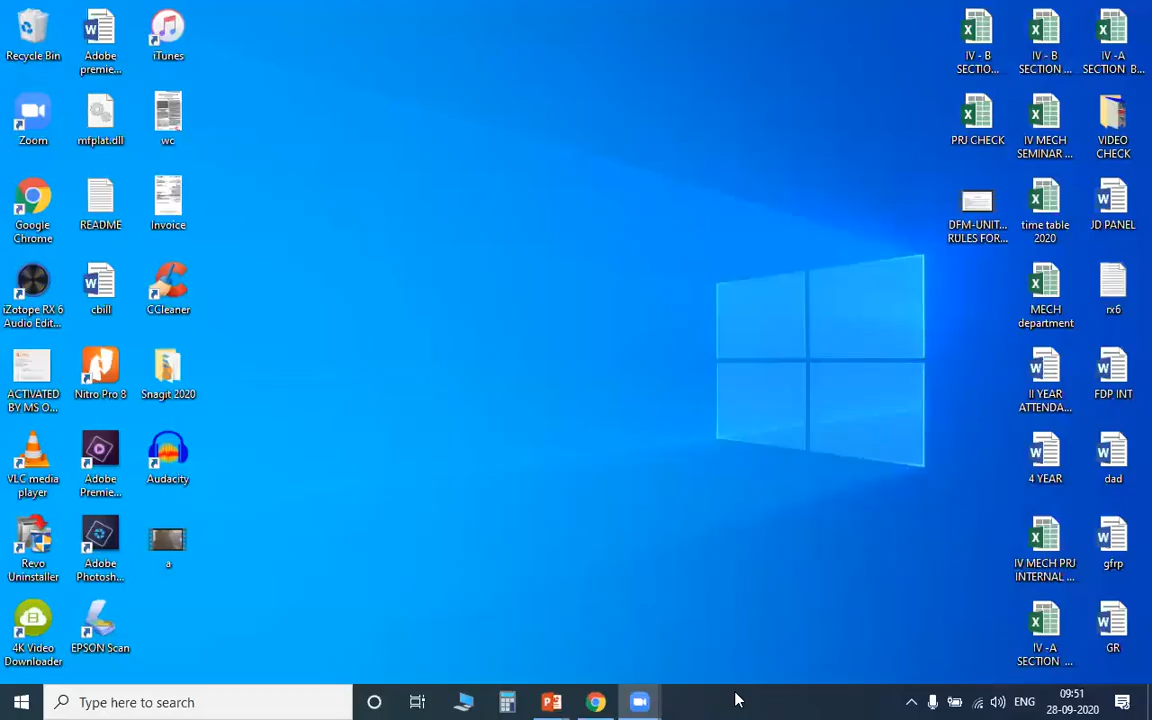 Recycle Bin
Adobe
premie...
iTunes
Zoom
mfplat.dll
wc
Google
Chrome
README
Invoice
iZotope RX 6
Audio Edit...
cbill
CCleaner
ACTIVATED
BY MS O...
Nitro Pro 8
Snagit 2020
VLC media
player
Adobe
Premie...
Audacity
Revo
Uninstaller
Adobe
Photosh...
a
4K Video
Downloader
EPSON Scan
IV - B
SECTIO...
IV - B
SECTION ...
IV -A
SECTION B...
PRJ CHECK
IV MECH
SEMINAR ...
VIDEO
CHECK
DFM-UNIT...
RULES FOR...
time table
2020
JD PANEL
MECH
department
rx6
II YEAR
ATTENDA...
FDP INT
4 YEAR
dad
IV MECH PRJ
INTERNAL ...
gfrp
IV -A
SECTION ...
GR
Type here to search
ENG
09:51
28-09-2020